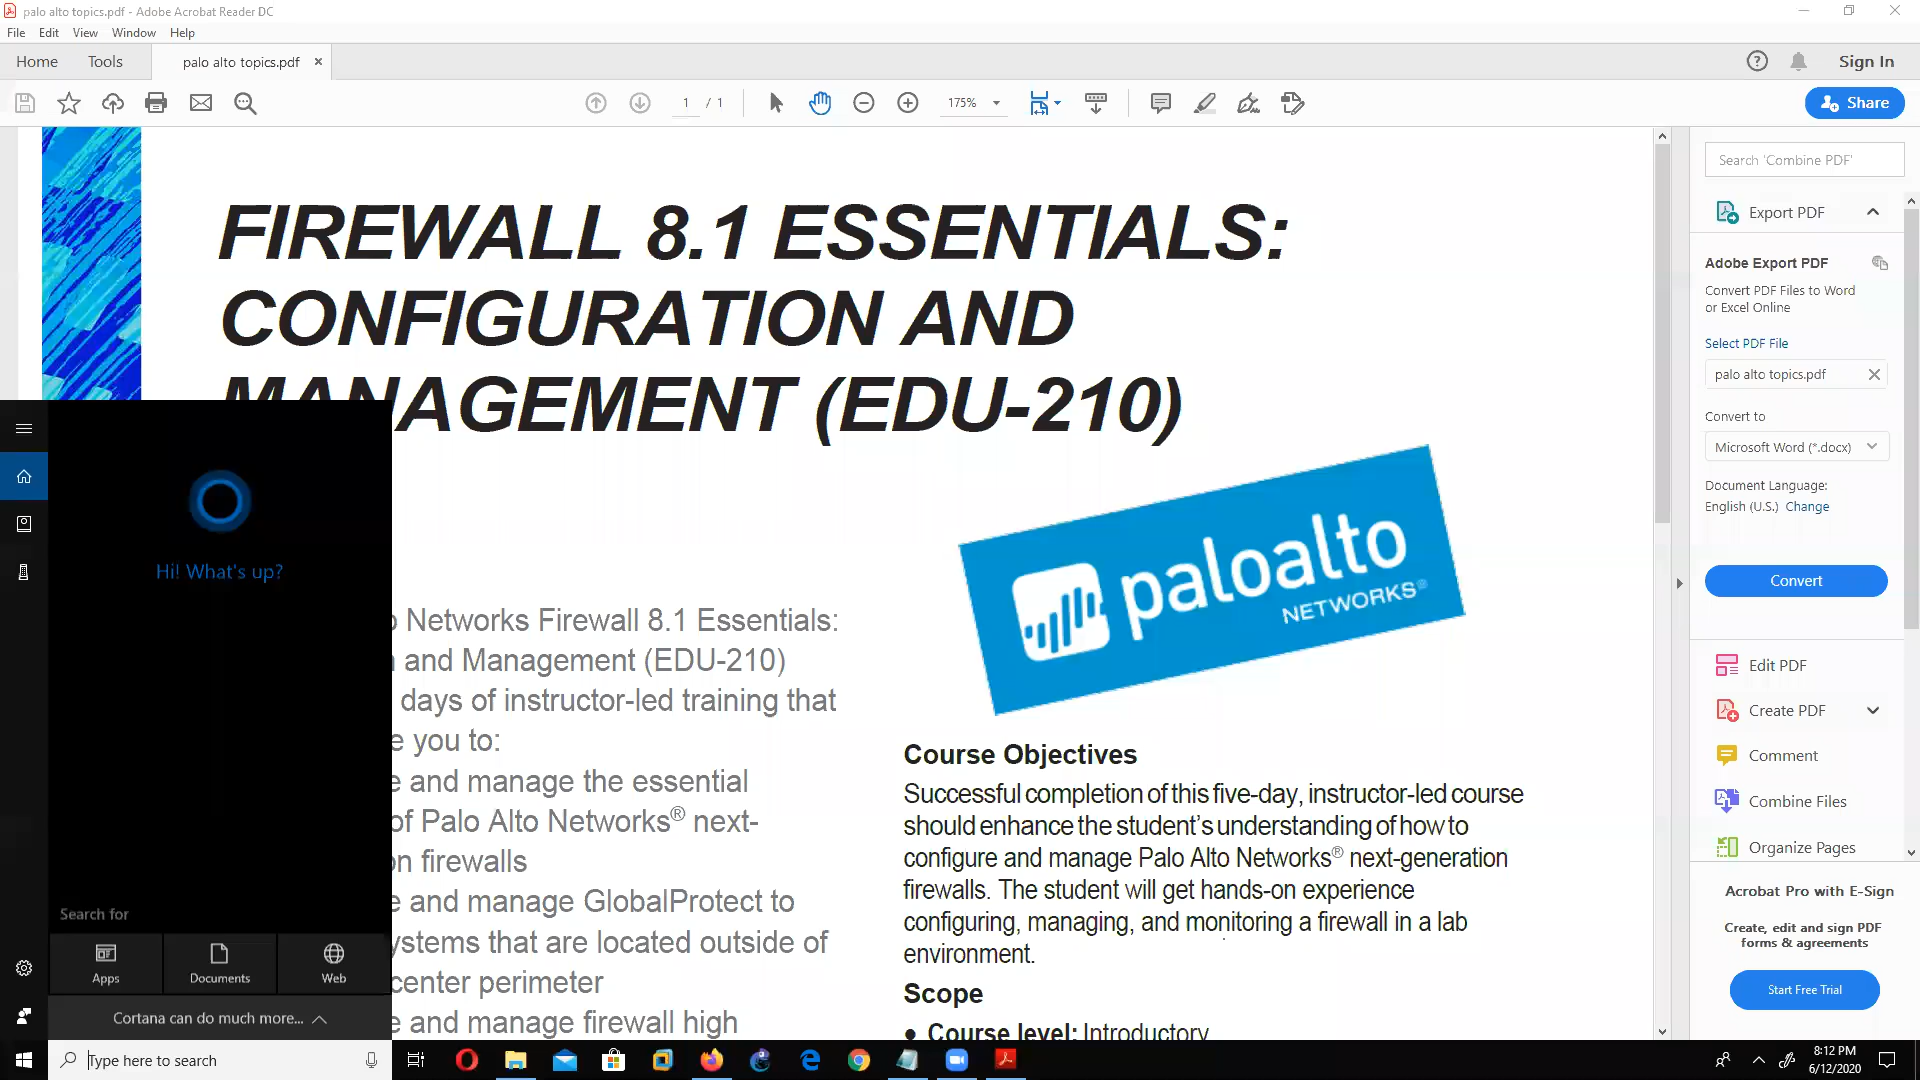 palo alto topics.pdf - Adobe Acrobat Reader DC
File Edit View Window Help
Home Tools palo alto topics.pdf Sign In
1 / 1 175% Share
FIREWALL 8.1 ESSENTIALS:
CONFIGURATION AND
MANAGEMENT (EDU-210)
Networks Firewall 8.1 Essentials:
and Management (EDU-210)
days of instructor-led training that
you to:
and manage the essential
of Palo Alto Networks® next-
firewalls
and manage GlobalProtect to
that are located outside of
center perimeter
and manage firewall high
paloalto
NETWORKS®
Course Objectives
Successful completion of this five-day, instructor-led course
should enhance the student's understanding of how to
configure and manage Palo Alto Networks® next-generation
firewalls. The student will get hands-on experience
configuring, managing, and monitoring a firewall in a lab
environment.
Scope
● Course level: Introductory
Search 'Combine PDF'
Export PDF
Adobe Export PDF
Convert PDF Files to Word
or Excel Online
Select PDF File
palo alto topics.pdf
Convert to
Microsoft Word (*.docx)
Document Language:
English (U.S.) Change
Convert
Edit PDF
Create PDF
Comment
Combine Files
Organize Pages
Acrobat Pro with E-Sign
Create, edit and sign PDF
forms & agreements
Start Free Trial
Hi! What's up?
Search for
Apps Documents Web
Cortana can do much more...
Type here to search
8:12 PM
6/12/2020